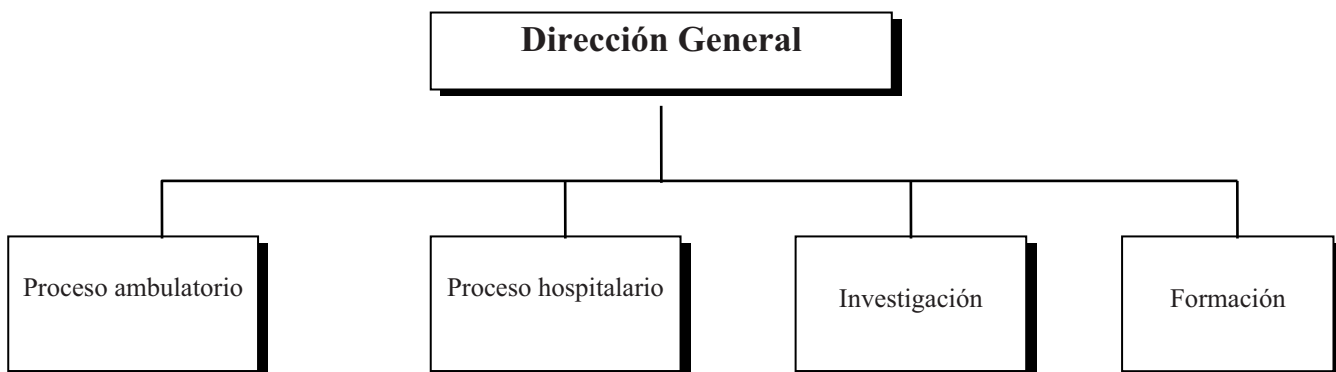 Dirección General
Proceso ambulatorio
Proceso hospitalario
Investigación
Formación